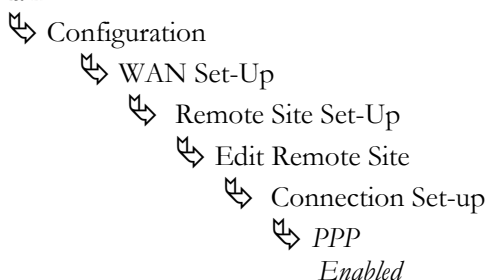 Configuration
WAN Set-Up
Remote Site Set-Up
Edit Remote Site
Connection Set-up
PPP
Enabled